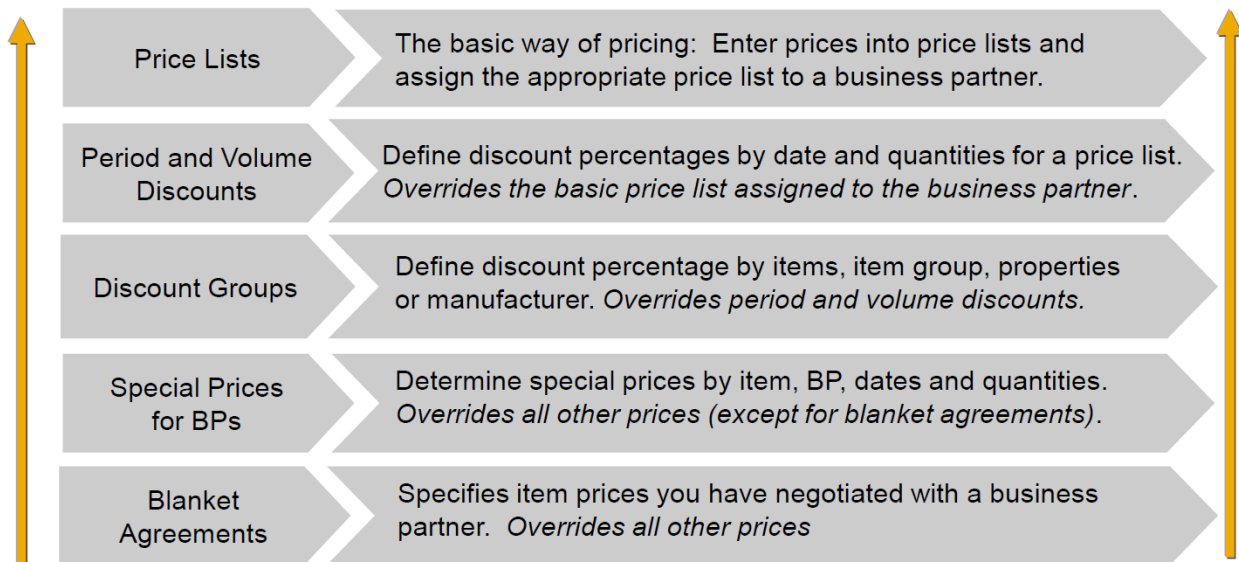 Price Lists
The basic way of pricing:  Enter prices into price lists and
assign the appropriate price list to a business partner.
Period and Volume
Discounts
Define discount percentages by date and quantities for a price list.
Overrides the basic price list assigned to the business partner.
Discount Groups
Define discount percentage by items, item group, properties
or manufacturer. Overrides period and volume discounts.
Special Prices
for BPs
Determine special prices by item, BP, dates and quantities.
Overrides all other prices (except for blanket agreements).
Blanket
Agreements
Specifies item prices you have negotiated with a business
partner.  Overrides all other prices